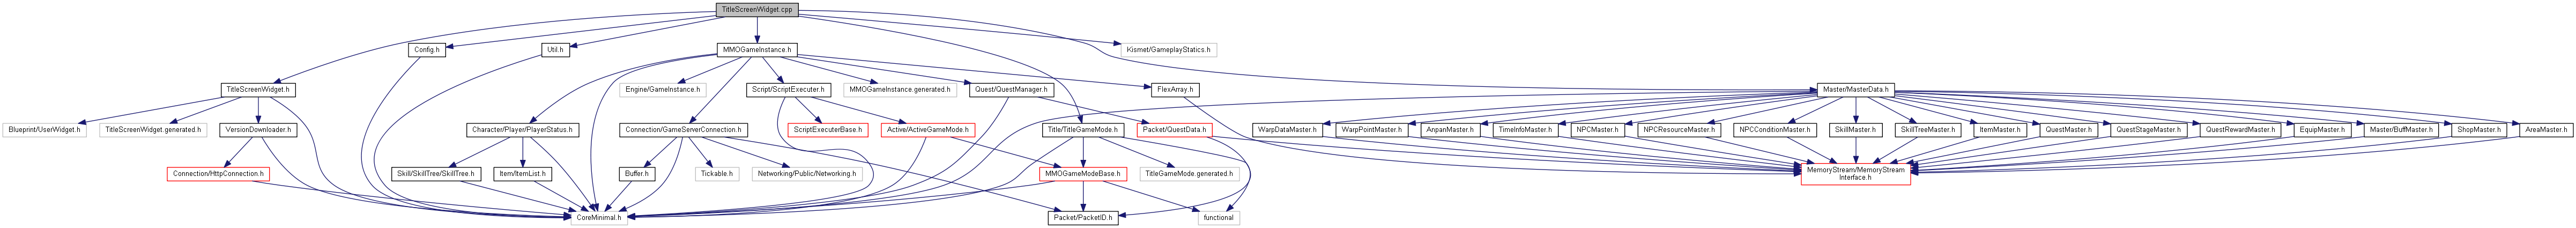 TitleScreenWidget.cpp
Config.h
Util.h
MMOGameInstance.h
Kismet/GameplayStatics.h
TitleScreenWidget.h
Engine/GameInstance.h
Script/ScriptExecuter.h
MMOGameInstance.generated.h
Quest/QuestManager.h
FlexArray.h
Master/MasterData.h
Blueprint/UserWidget.h
TitleScreenWidget.generated.h
VersionDownloader.h
Character/Player/PlayerStatus.h
Connection/GameServerConnection.h
ScriptExecuterBase.h
Active/ActiveGameMode.h
Title/TitleGameMode.h
Packet/QuestData.h
WarpDataMaster.h
WarpPointMaster.h
AnpanMaster.h
TimeInfoMaster.h
NPCMaster.h
NPCResourceMaster.h
NPCConditionMaster.h
SkillMaster.h
SkillTreeMaster.h
ItemMaster.h
QuestMaster.h
QuestStageMaster.h
QuestRewardMaster.h
EquipMaster.h
Master/BuffMaster.h
ShopMaster.h
AreaMaster.h
Connection/HttpConnection.h
Skill/SkillTree/SkillTree.h
Item/ItemList.h
Buffer.h
Tickable.h
Networking/Public/Networking.h
MMOGameModeBase.h
TitleGameMode.generated.h
MemoryStream/MemoryStream
Interface.h
CoreMinimal.h
Packet/PacketID.h
functional